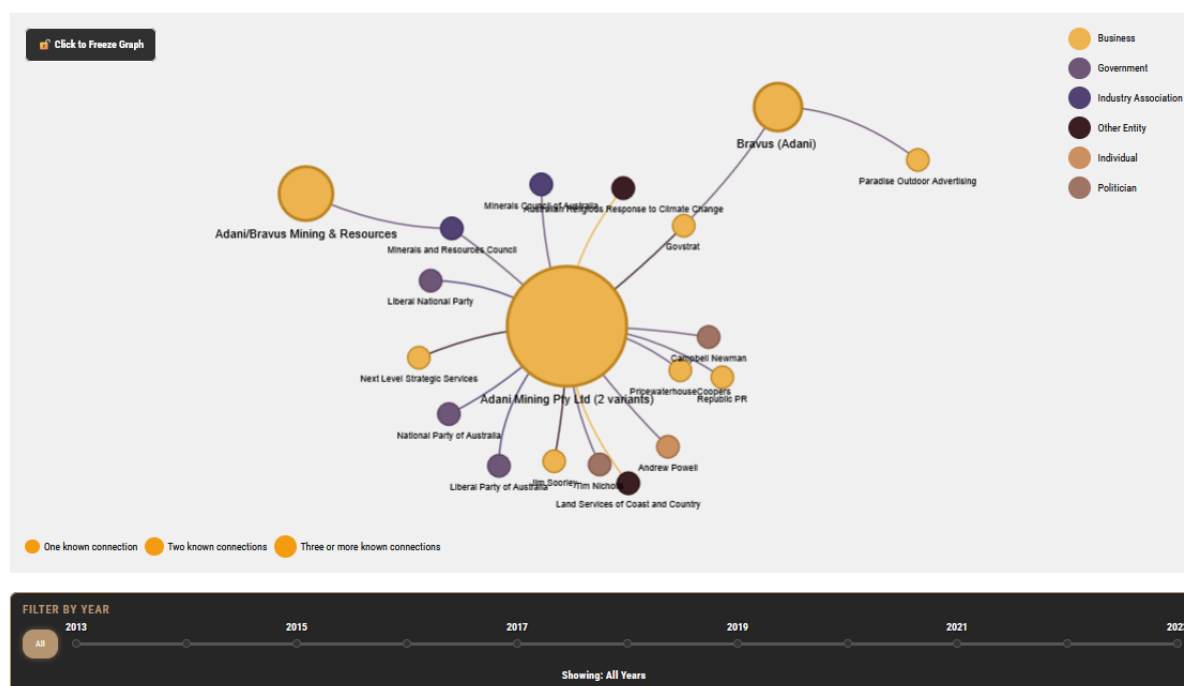 Click to Freeze Graph
Business
Government
Industry Association
Other Entity
Individual
Politician
Bravus (Adani)
Paradise Outdoor Advertising
Minerals Council of Australia
Australian Religious Response to Climate Change
Adani/Bravus Mining & Resources
Minerals and Resources Council
Govstrat
Liberal National Party
Campbell Newman
Next Level Strategic Services
PricewaterhouseCoopers
Republic PR
Adani Mining Pty Ltd (2 variants)
National Party of Australia
Andrew Powell
Liberal Party of Australia
Jim Soorley
Tim Nicholls
Land Services of Coast and Country
One known connection
Two known connections
Three or more known connections
FILTER BY YEAR
2013
2015
2017
2019
2021
All
Showing: All Years